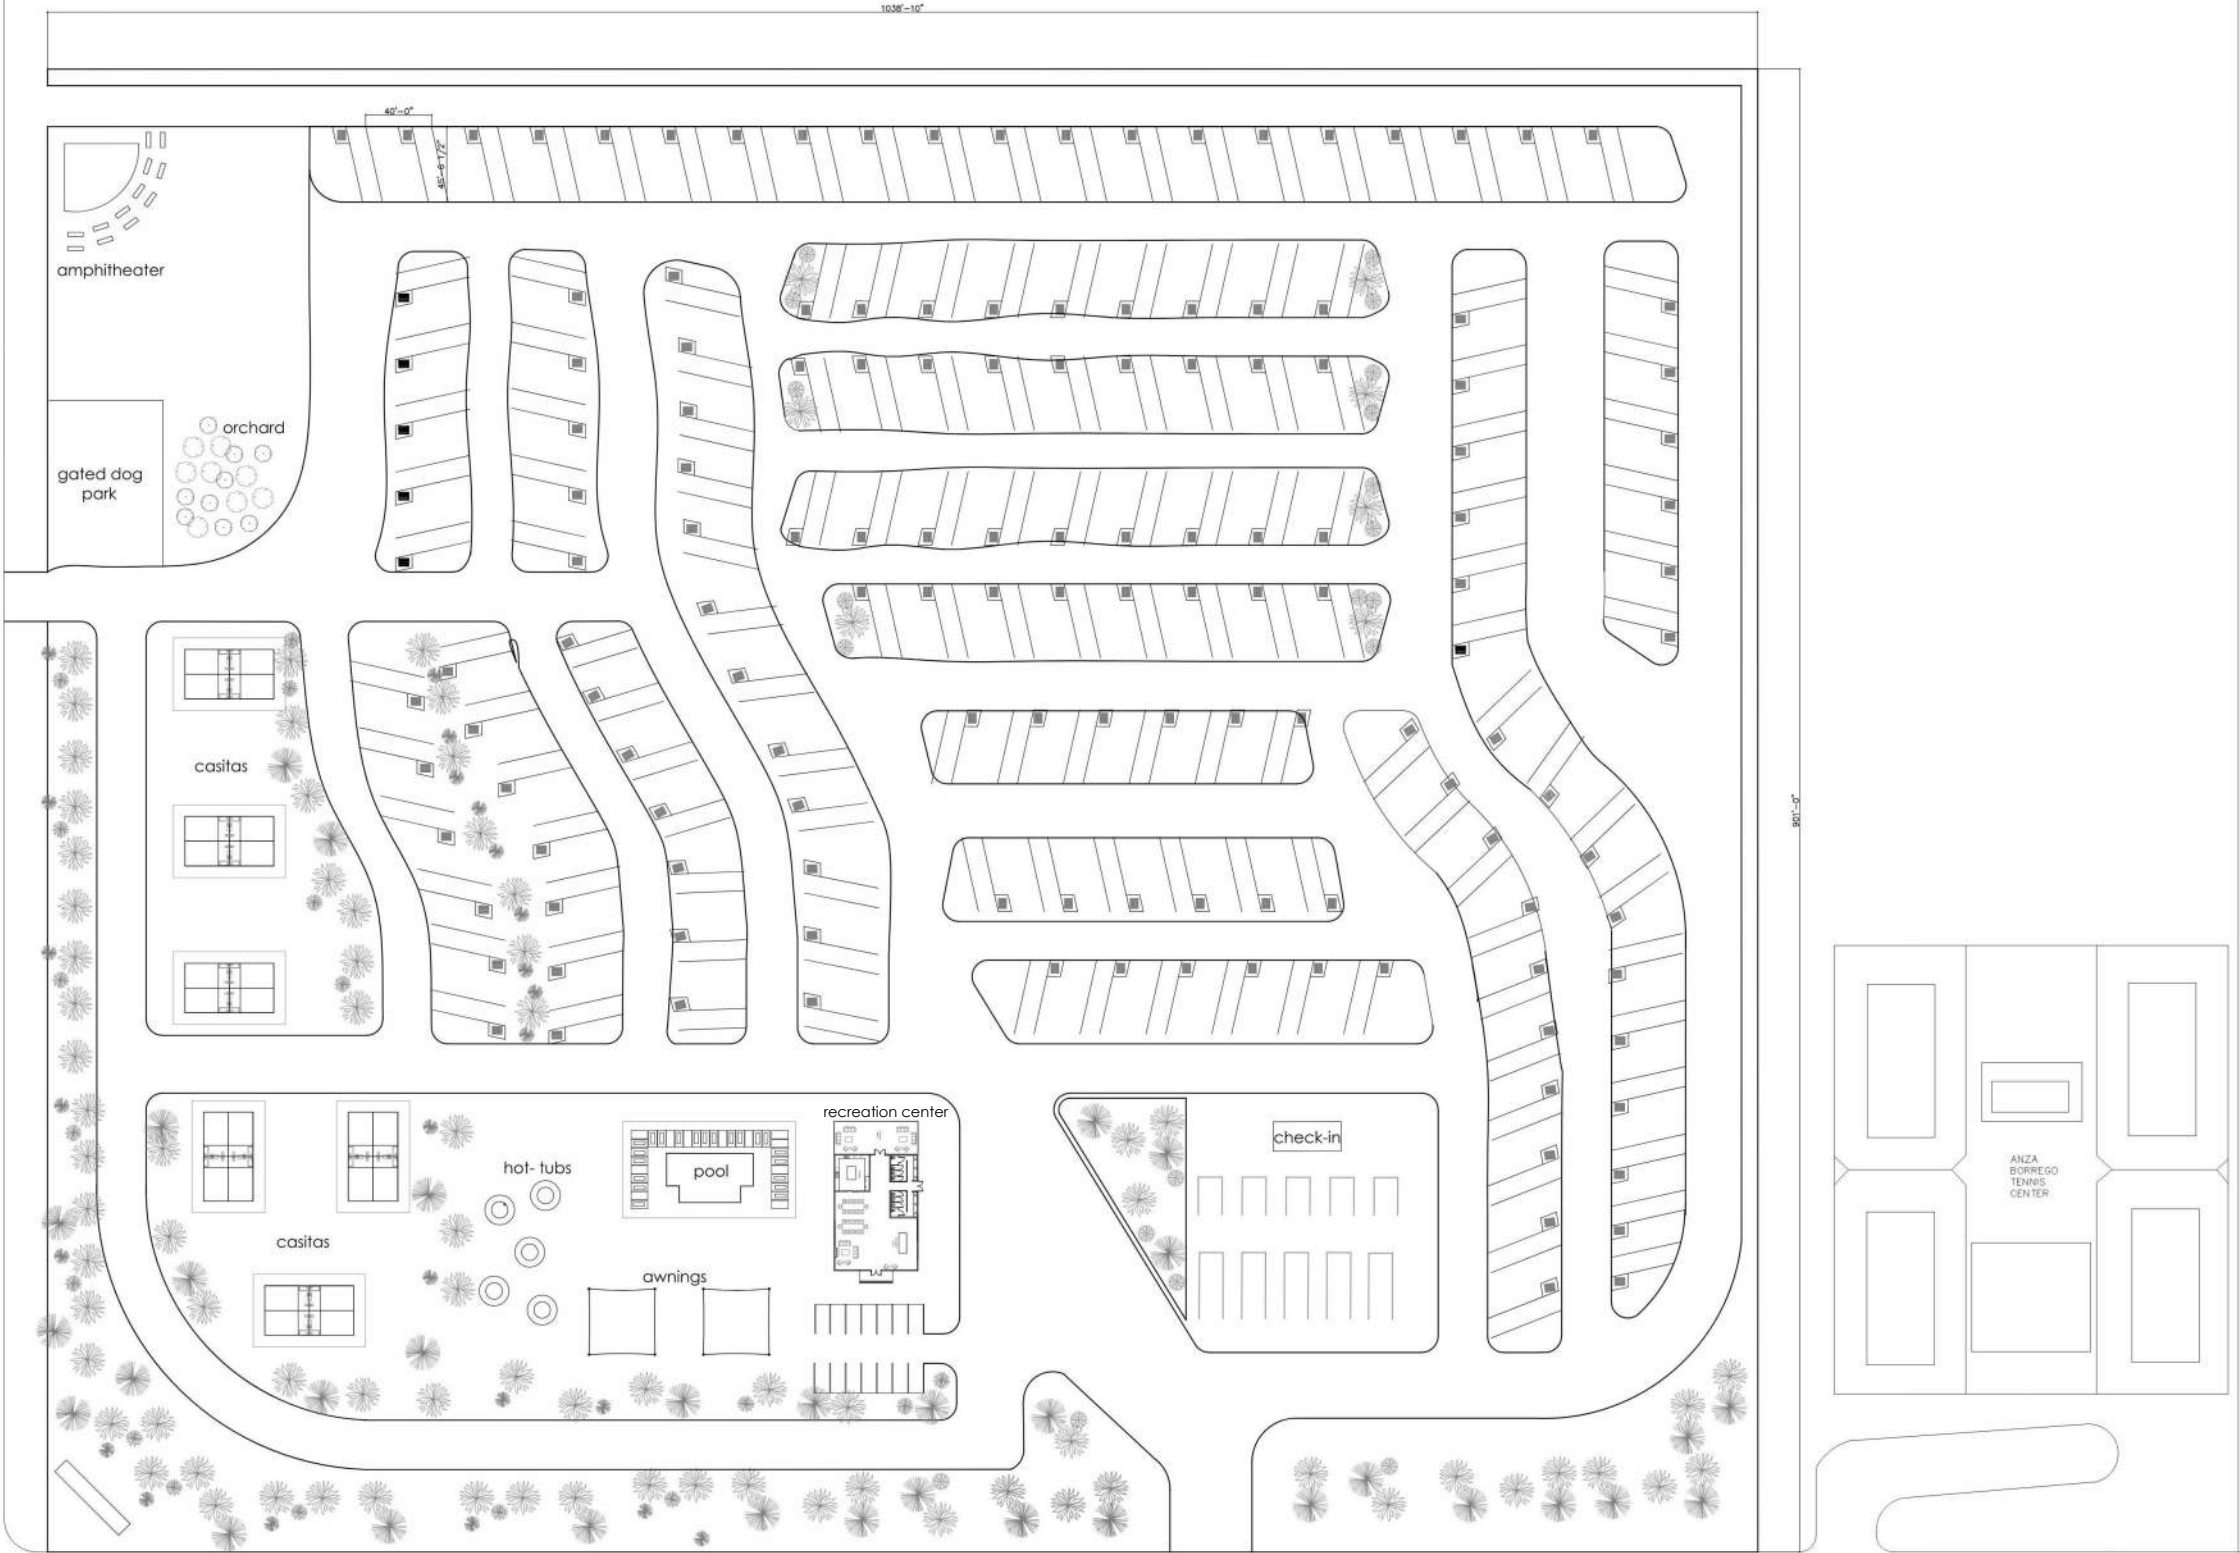 1038'-10"
40'-0"
45'-6 1/2"
amphitheater
orchard
gated dog
park
casitas
901'-0"
recreation center
check-in
hot- tubs
pool
ANZA
BORREGO
TENNIS
CENTER
casitas
awnings